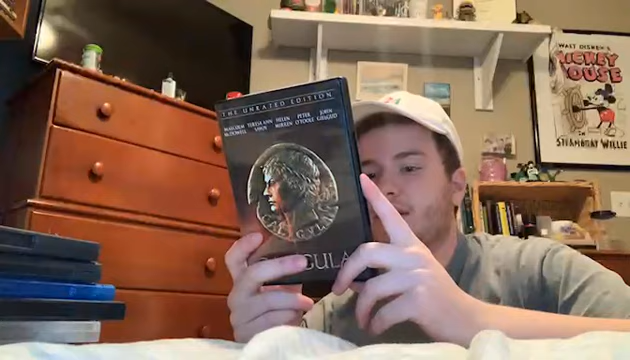 THE UNRATED EDITION
MALCOLM TERESA ANN HELEN PETER JOHN
McDOWELL SAVOY MIRREN O'TOOLE GIELGUD
WALT DISNEY'S
MICKEY
MOUSE
STEAMBOAT WILLIE